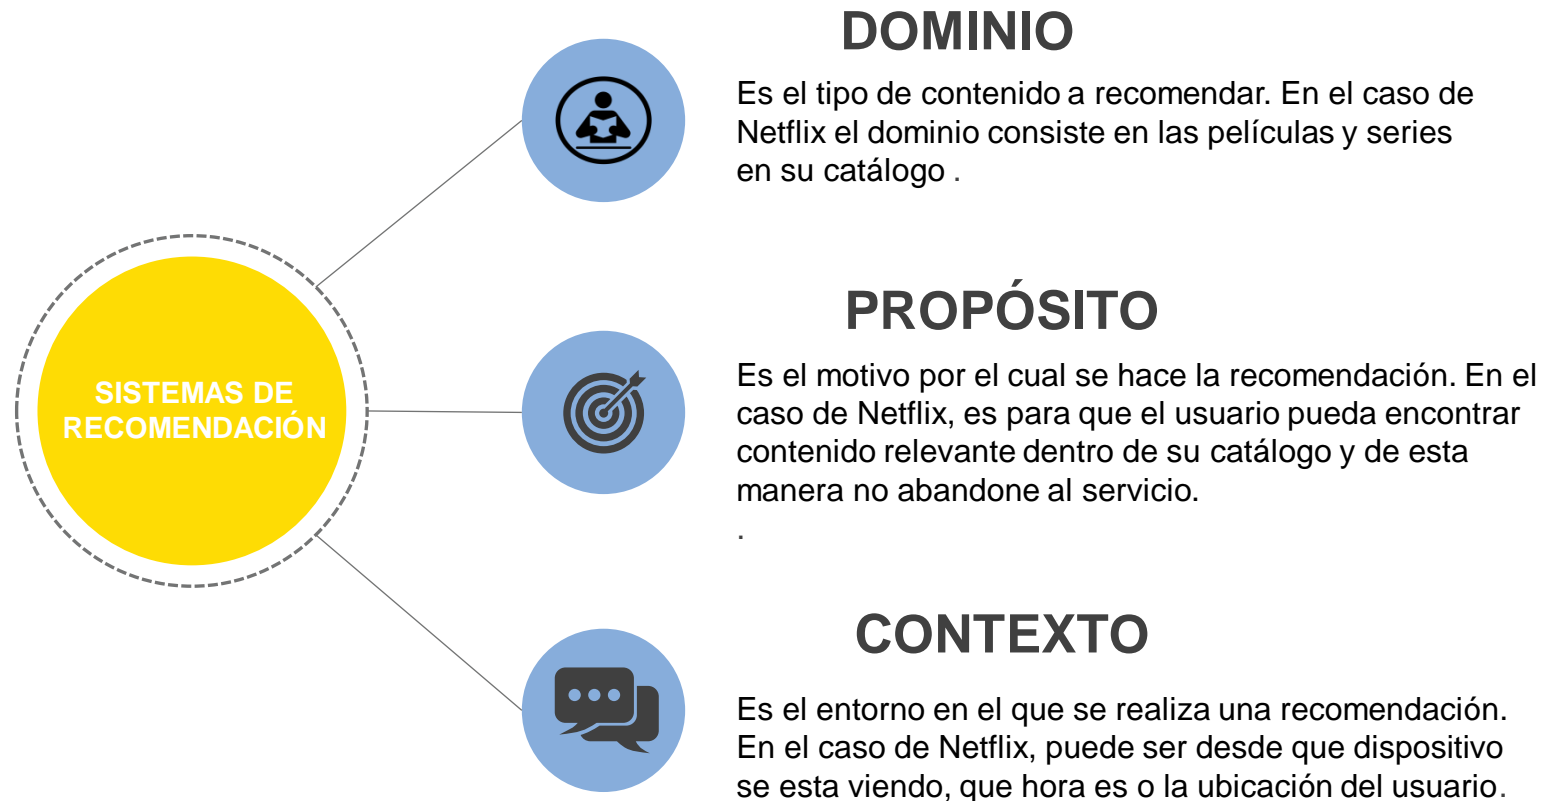 DOMINIO
Es el tipo de contenido a recomendar. En el caso de
Netflix el dominio consiste en las películas y series
en su catálogo .
SISTEMAS DE
RECOMENDACIÓN
PROPÓSITO
Es el motivo por el cual se hace la recomendación. En el
caso de Netflix, es para que el usuario pueda encontrar
contenido relevante dentro de su catálogo y de esta
manera no abandone al servicio.
.
CONTEXTO
Es el entorno en el que se realiza una recomendación.
En el caso de Netflix, puede ser desde que dispositivo
se esta viendo, que hora es o la ubicación del usuario.